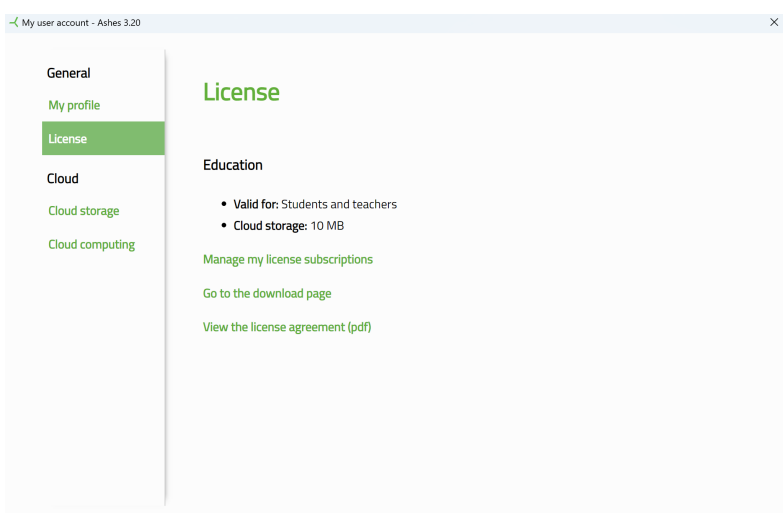 My user account - Ashes 3.20
General
My profile
License
Cloud
Cloud storage
Cloud computing
License
Education
• Valid for: Students and teachers
• Cloud storage: 10 MB
Manage my license subscriptions
Go to the download page
View the license agreement (pdf)